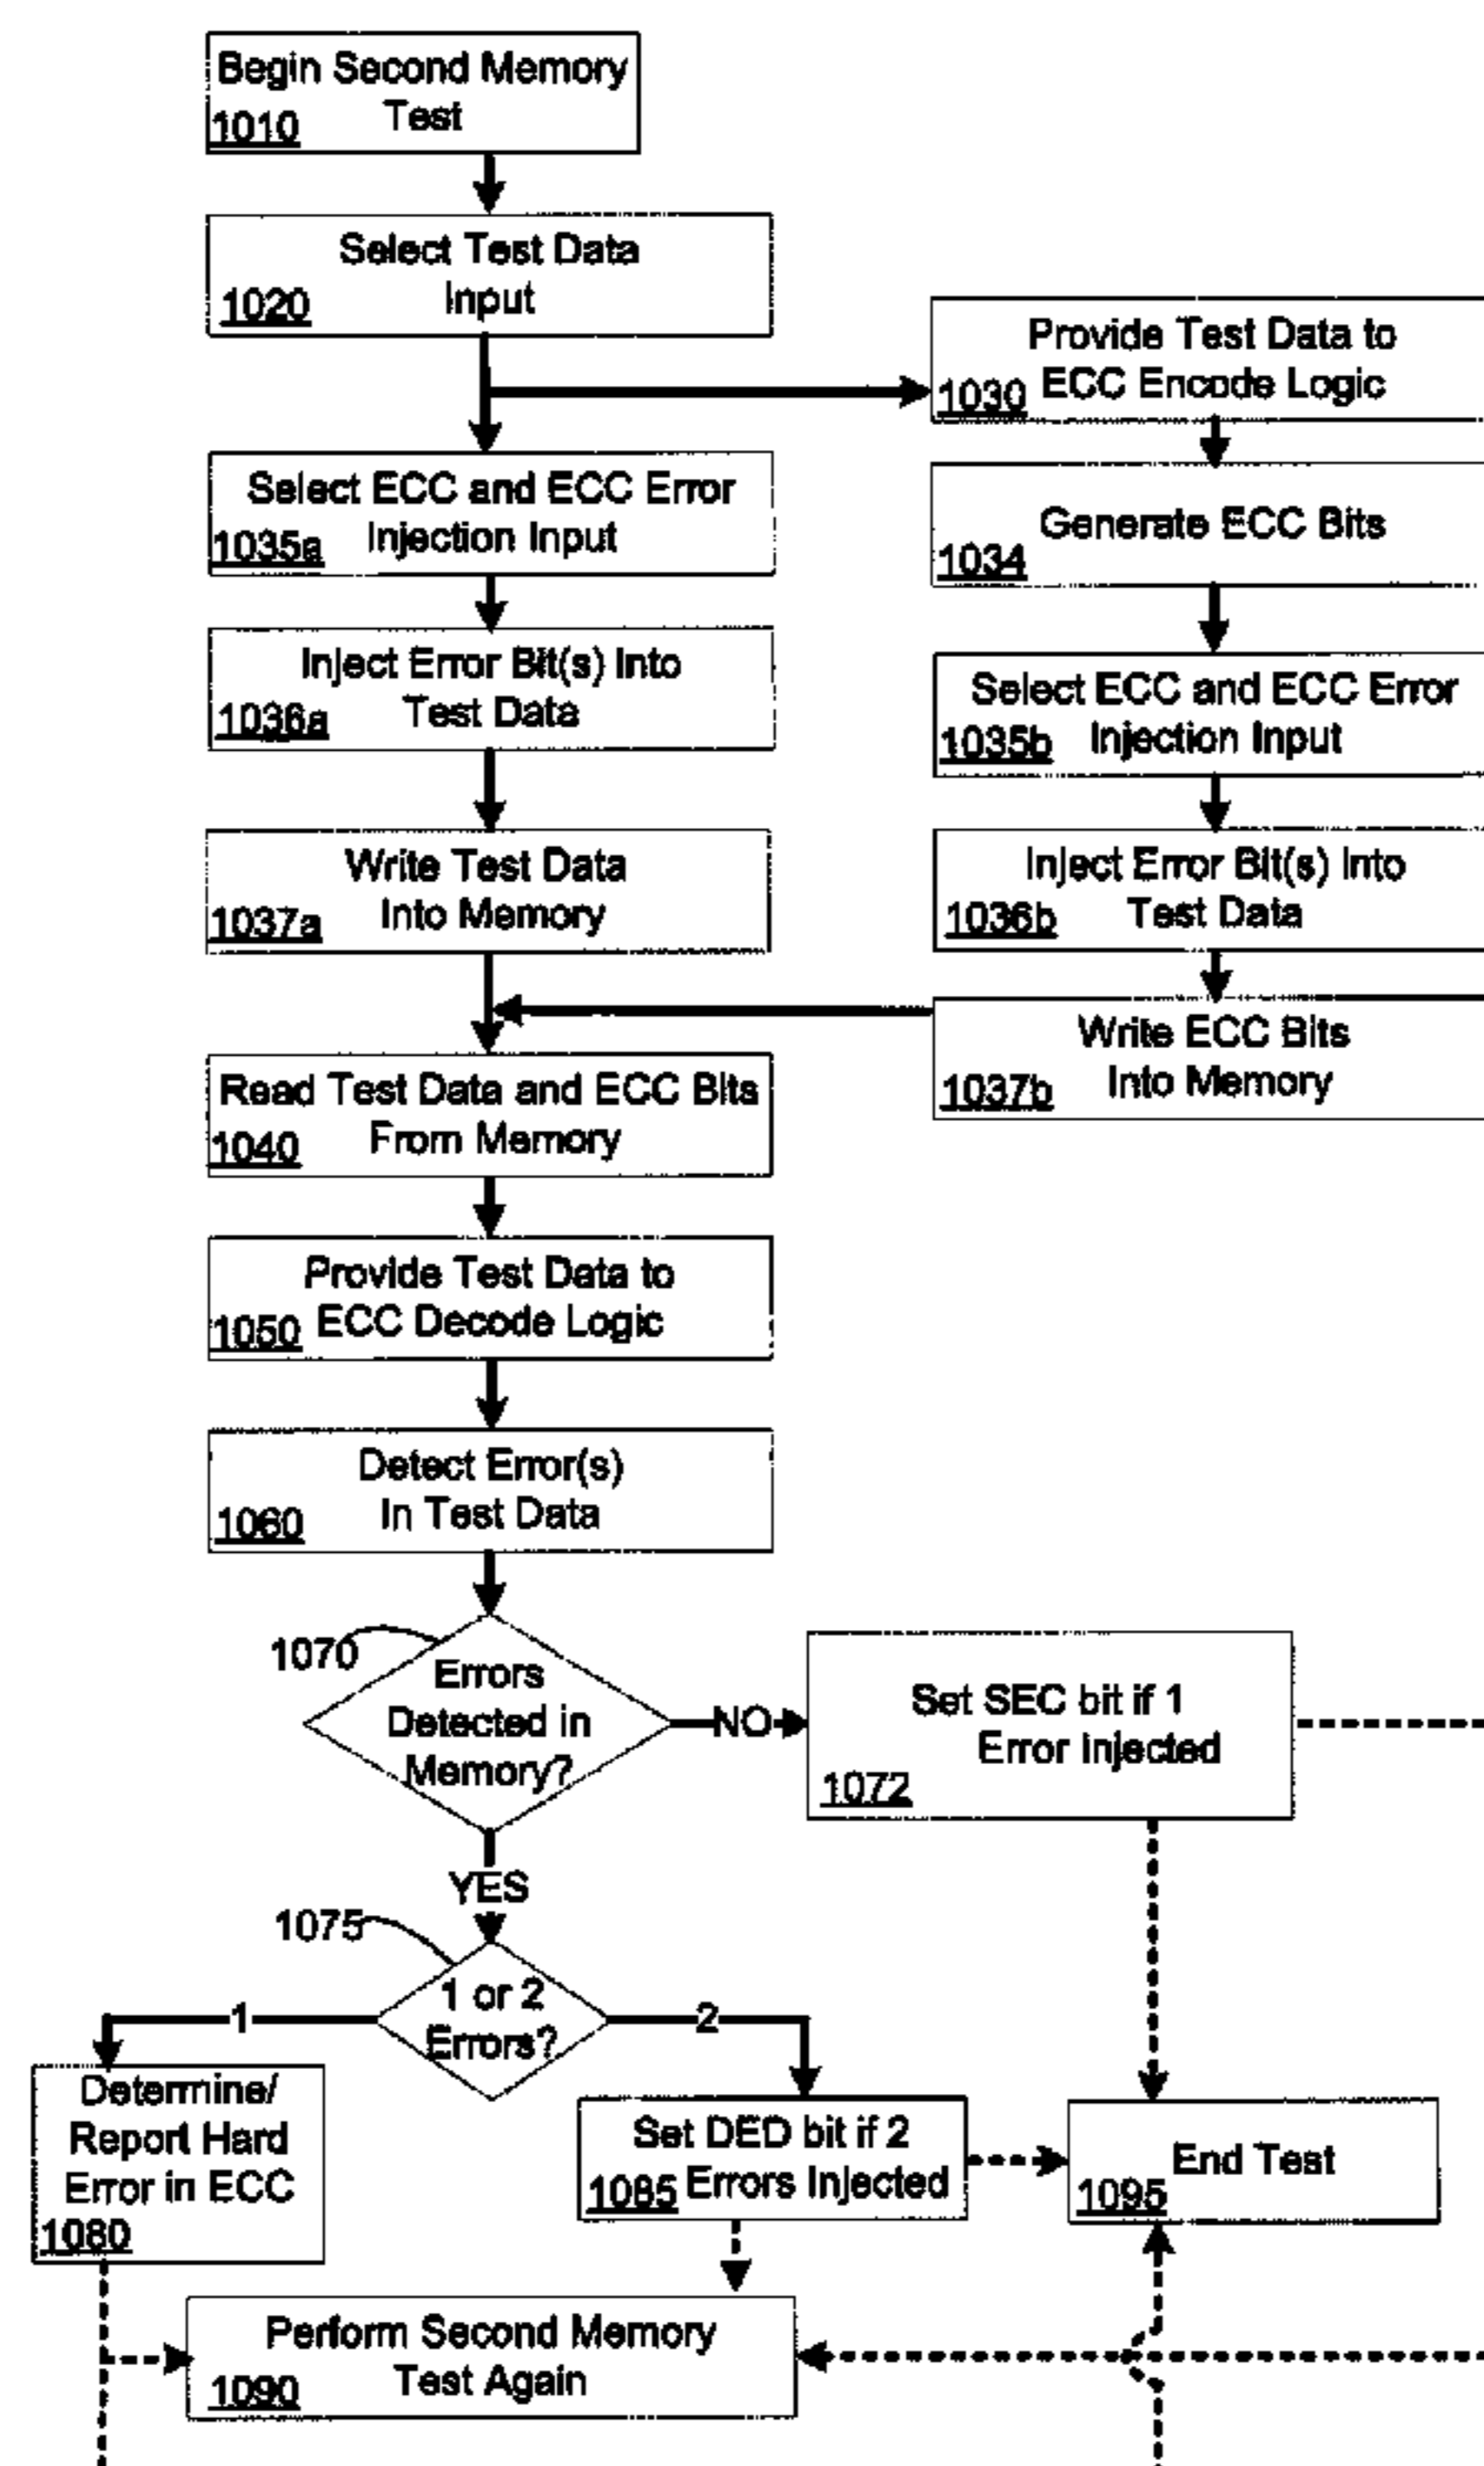 Begin Second Memory
Test
1010
Select Test Data
Input
1020
Provide Test Data to
ECC Encode Logic
1030
Select ECC and ECC Error
Injection Input
1035a
Generate ECC Bits
1034
Inject Error Bit(s) Into
Test Data
1036a
Select ECC and ECC Error
Injection Input
1035b
Write Test Data
Into Memory
1037a
Inject Error Bit(s) Into
Test Data
1036b
Write ECC Bits
Into Memory
1037b
Read Test Data and ECC Bits
From Memory
1040
Provide Test Data to
ECC Decode Logic
1050
Detect Error(s)
In Test Data
1060
1070
Errors
Detected in
Memory?
NO
Set SEC bit if 1
Error Injected
1072
YES
1075
1 or 2
Errors?
1
2
Determine/
Report Hard
Error in ECC
1080
Set DED bit if 2
Errors Injected
1085
End Test
1095
Perform Second Memory
Test Again
1090